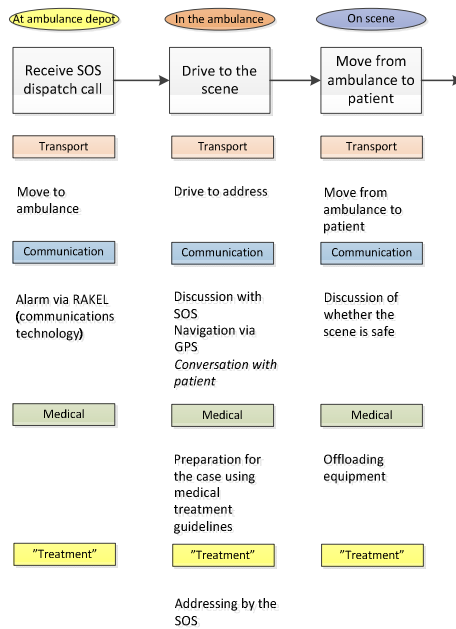 At ambulance depot
In the ambulance
On scene
Receive SOS
dispatch call
Drive to the
scene
Move from
ambulance to
patient
Transport
Transport
Transport
Move to
ambulance
Drive to address
Move from
ambulance to
patient
Communication
Communication
Communication
Alarm via RAKEL
(communications
technology)
Discussion with
SOS
Navigation via
GPS
Conversation with
patient
Discussion of
whether the
scene is safe
Medical
Medical
Medical
Preparation for
the case using
medical
treatment
guidelines
Offloading
equipment
”Treatment”
”Treatment”
”Treatment”
Addressing by the
SOS